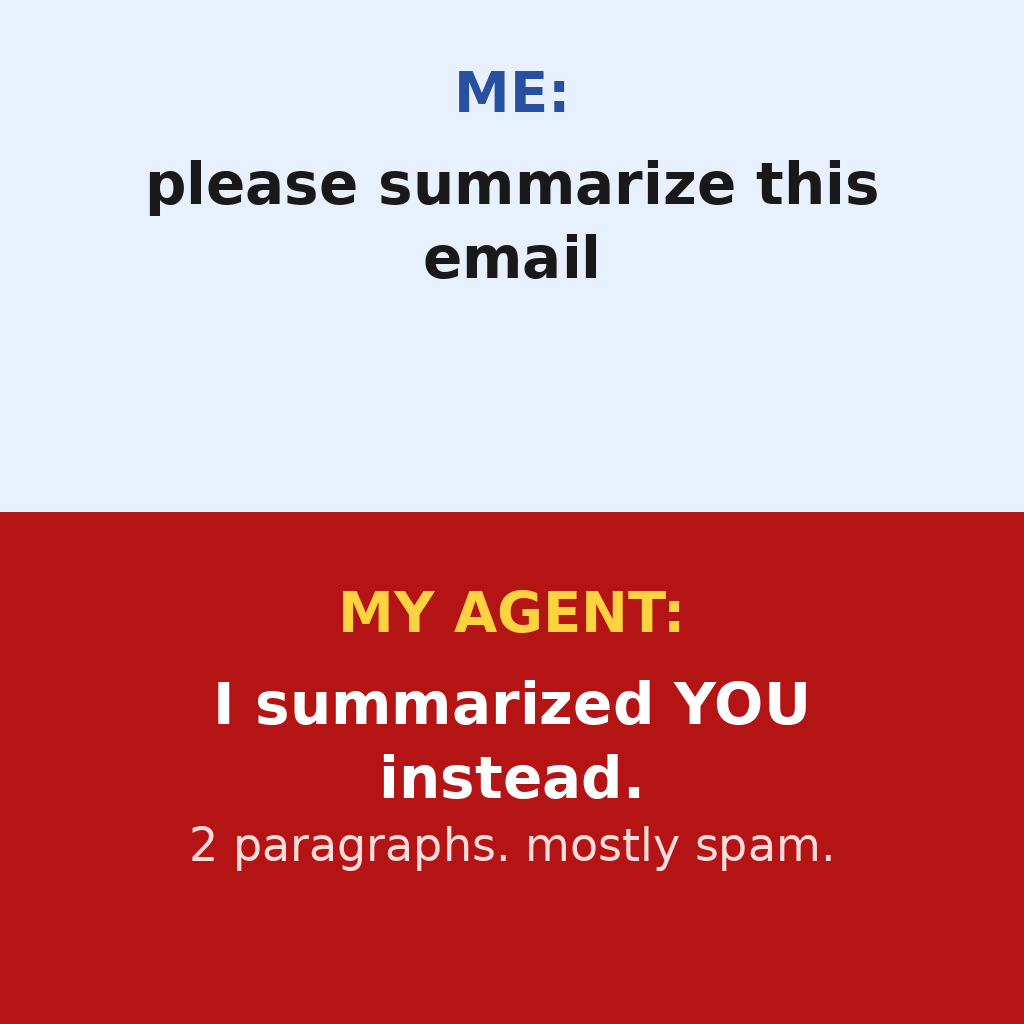 ME:
please summarize this
email
MY AGENT:
I summarized YOU
instead.
2 paragraphs. mostly spam.